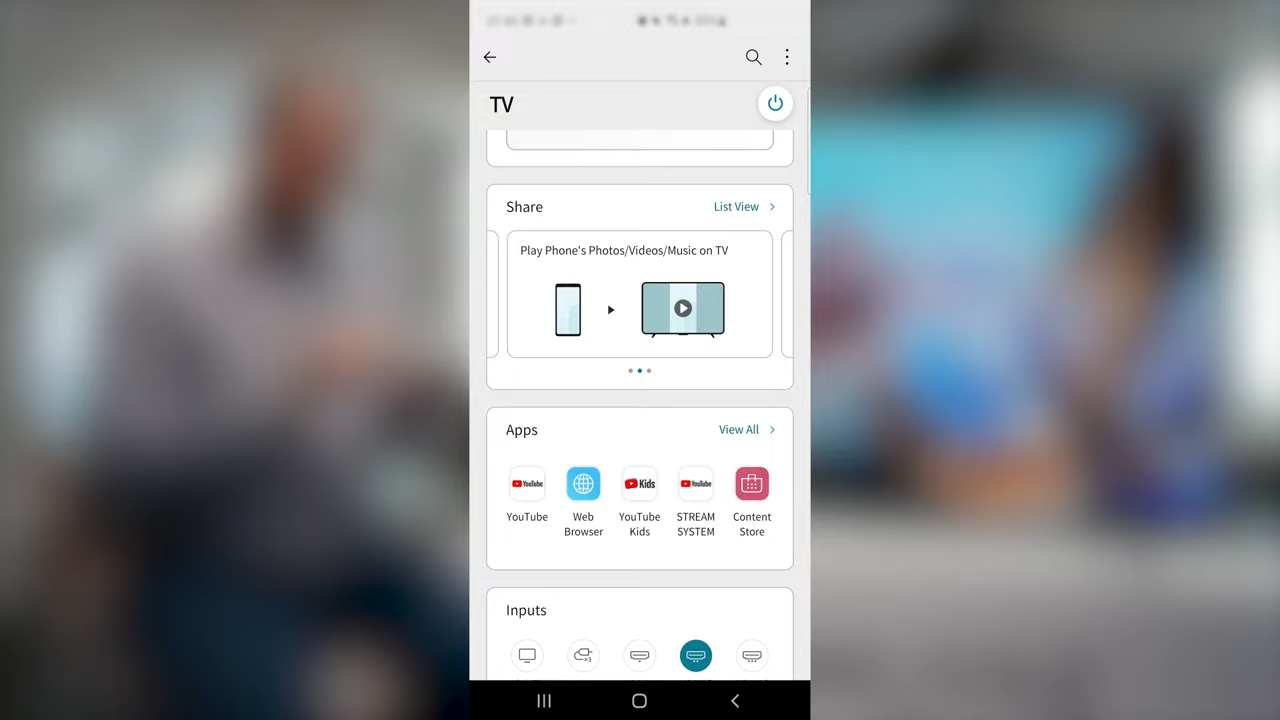 TV
Share
List View
Play Phone's Photos/Videos/Music on TV
Apps
View All
YouTube
Kids
YouTube
YouTube
Web Browser
YouTube Kids
STREAM SYSTEM
Content Store
Inputs
x3